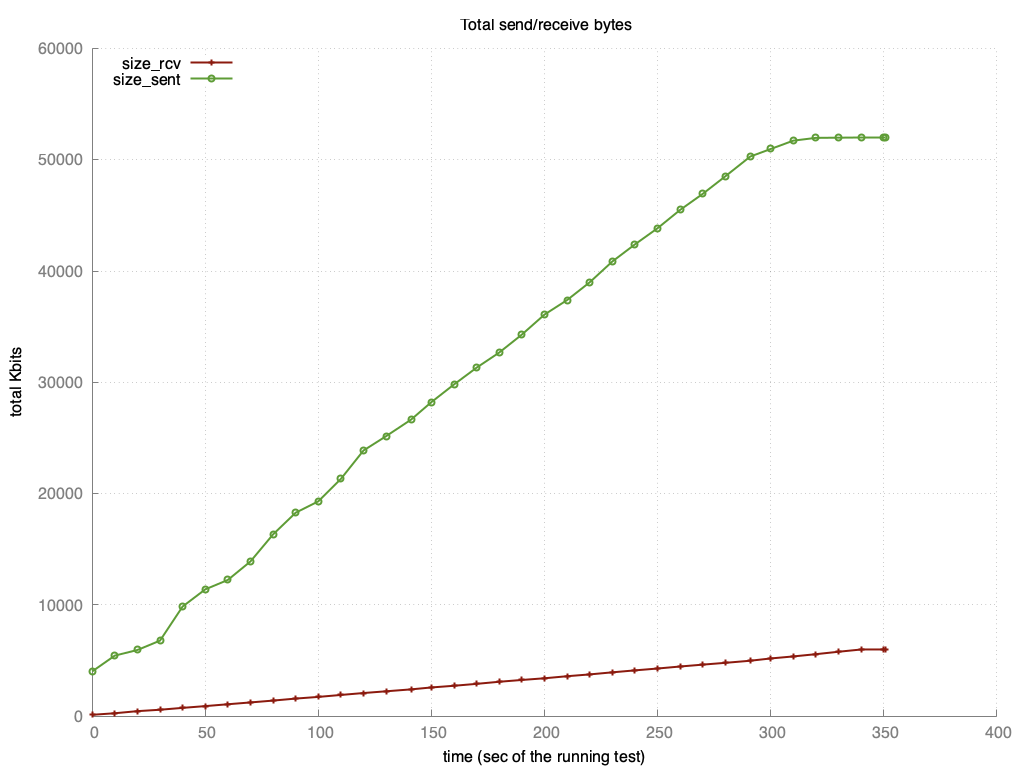 Total send/receive bytes
size_rcv
size_sent
60000
50000
40000
30000
20000
10000
0
total Kbits
0 50 100 150 200 250 300 350 400
time (sec of the running test)